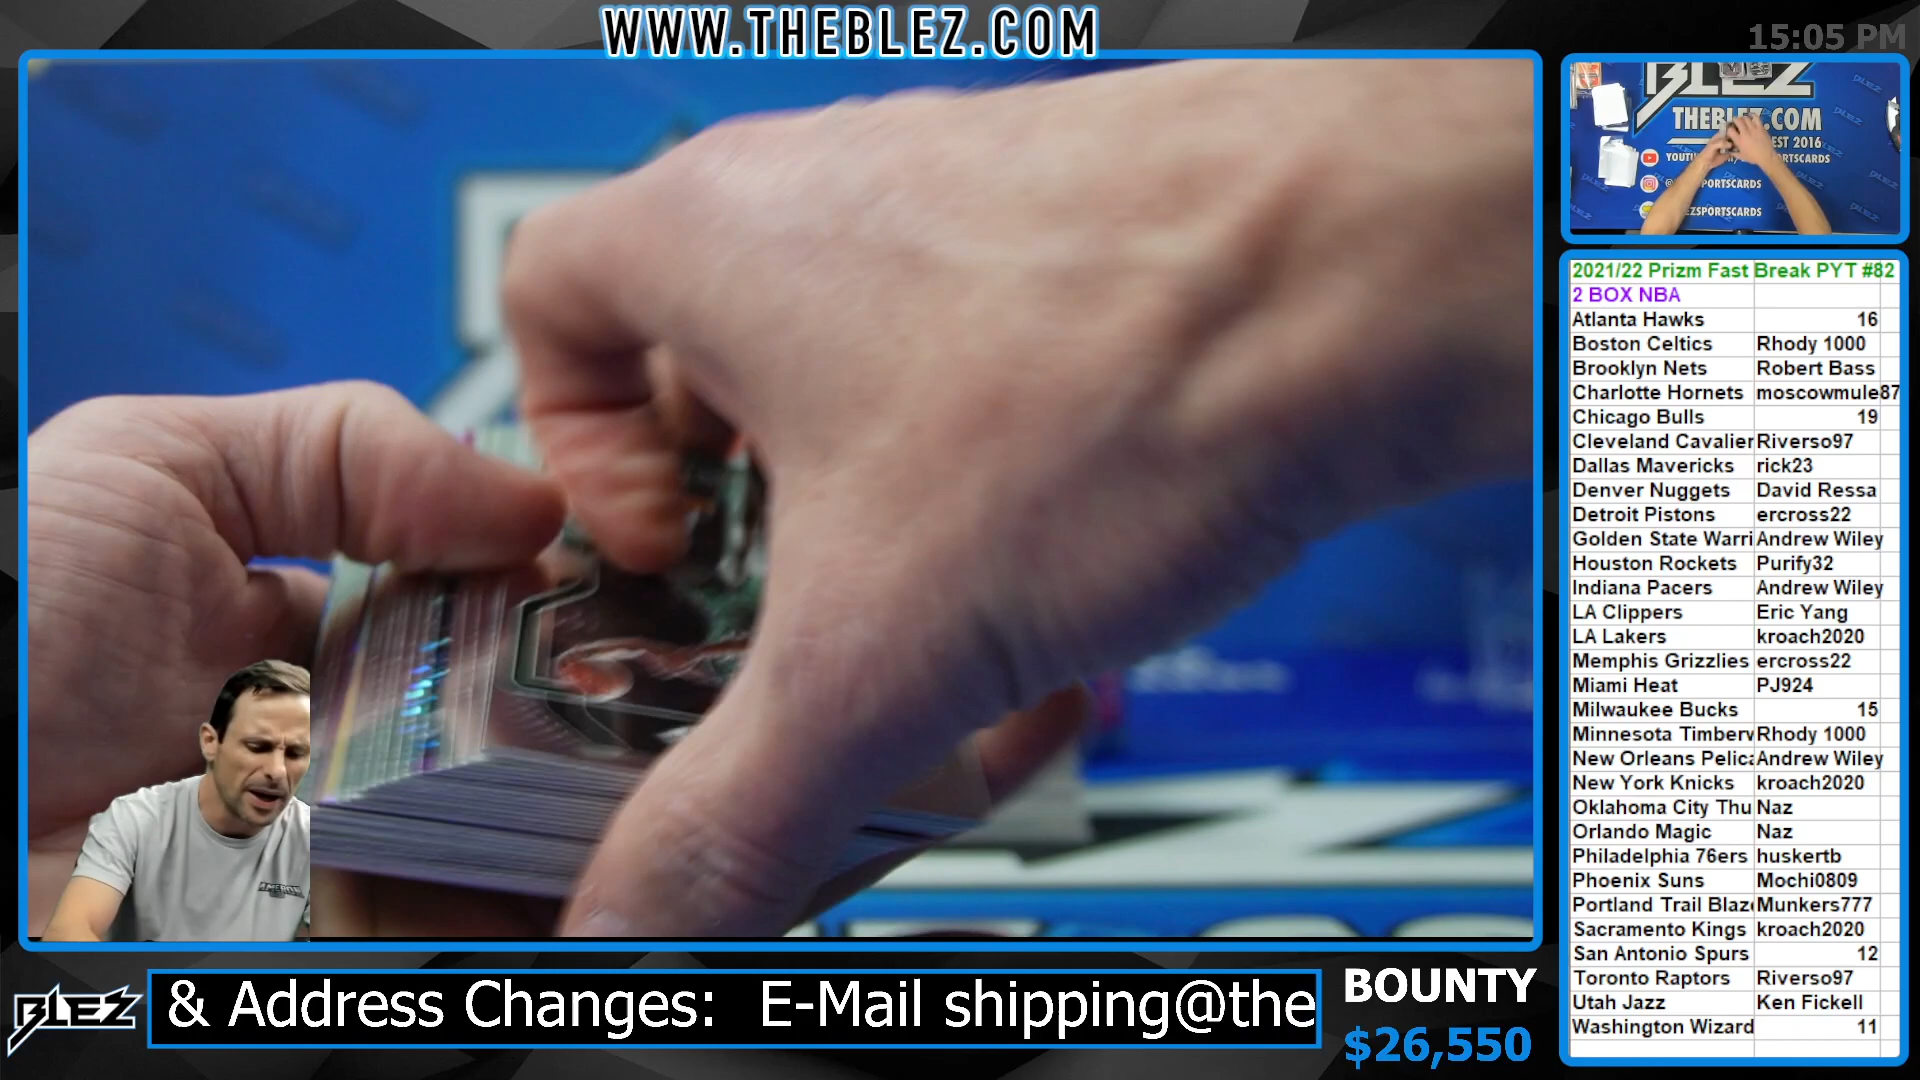 WWW.THEBLEZ.COM
15:05 PM
BLEZ
THEBLEZ.COM
EST 2016
PORTSCARDS
EZSPORTSCARDS
2021/22 Prizm Fast Break PYT #82
2 BOX NBA
Atlanta Hawks 16
Boston Celtics Rhody 1000
Brooklyn Nets Robert Bass
Charlotte Hornets moscowmule87
Chicago Bulls 19
Cleveland Cavalier Riverso97
Dallas Mavericks rick23
Denver Nuggets David Ressa
Detroit Pistons ercross22
Golden State Warri Andrew Wiley
Houston Rockets Purify32
Indiana Pacers Andrew Wiley
LA Clippers Eric Yang
LA Lakers kroach2020
Memphis Grizzlies ercross22
Miami Heat PJ924
Milwaukee Bucks 15
Minnesota Timberv Rhody 1000
New Orleans Pelica Andrew Wiley
New York Knicks kroach2020
Oklahoma City Thu Naz
Orlando Magic Naz
Philadelphia 76ers huskertb
Phoenix Suns Mochi0809
Portland Trail Blaze Munkers777
Sacramento Kings kroach2020
San Antonio Spurs 12
Toronto Raptors Riverso97
Utah Jazz Ken Fickell
Washington Wizard 11
BLEZ
& Address Changes: E-Mail shipping@the
BOUNTY
$26,550